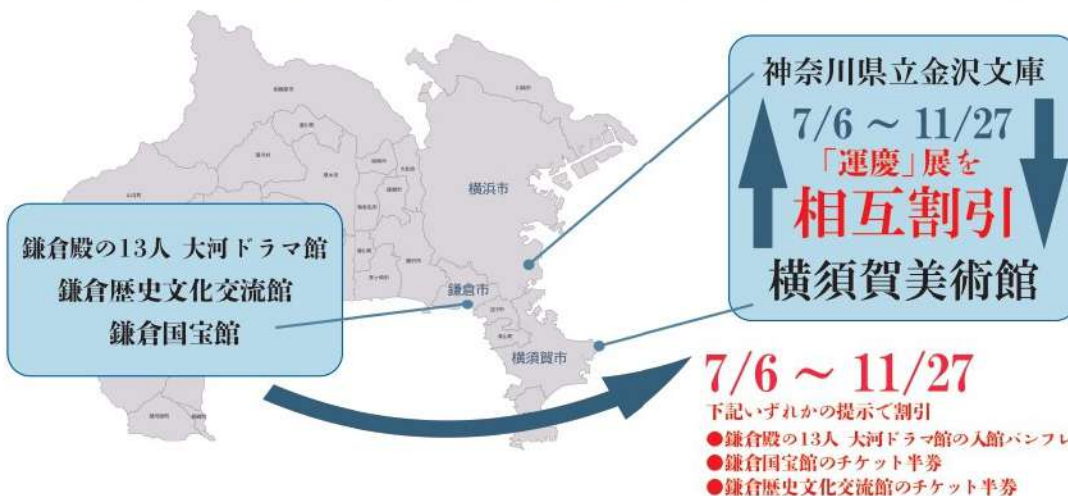 神奈川県立金沢文庫
7/6 ～ 11/27
「運慶」展を
相互割引
横須賀美術館
鎌倉殿の13人 大河ドラマ館
鎌倉歴史文化交流館
鎌倉国宝館
横浜市
鎌倉市
横須賀市
7/6 ～ 11/27
下記いずれかの提示で割引
●鎌倉殿の13人 大河ドラマ館の入館パンフレ
●鎌倉国宝館のチケット半券
●鎌倉歴史文化交流館のチケット半券